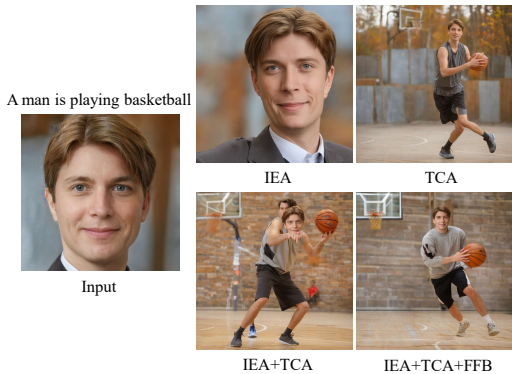 A man is playing basketball
Input
IEA
TCA
IEA+TCA
IEA+TCA+FFB